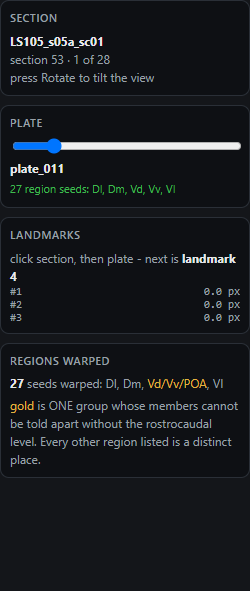 SECTION
LS105_s05a_sc01
section 53 · 1 of 28
press Rotate to tilt the view
PLATE
plate_011
27 region seeds: Dl, Dm, Vd, Vv, Vl
LANDMARKS
click section, then plate - next is landmark
4
#1 0.0 px
#2 0.0 px
#3 0.0 px
REGIONS WARPED
27 seeds warped: Dl, Dm, Vd/Vv/POA, Vl
gold is ONE group whose members cannot
be told apart without the rostrocaudal
level. Every other region listed is a distinct
place.